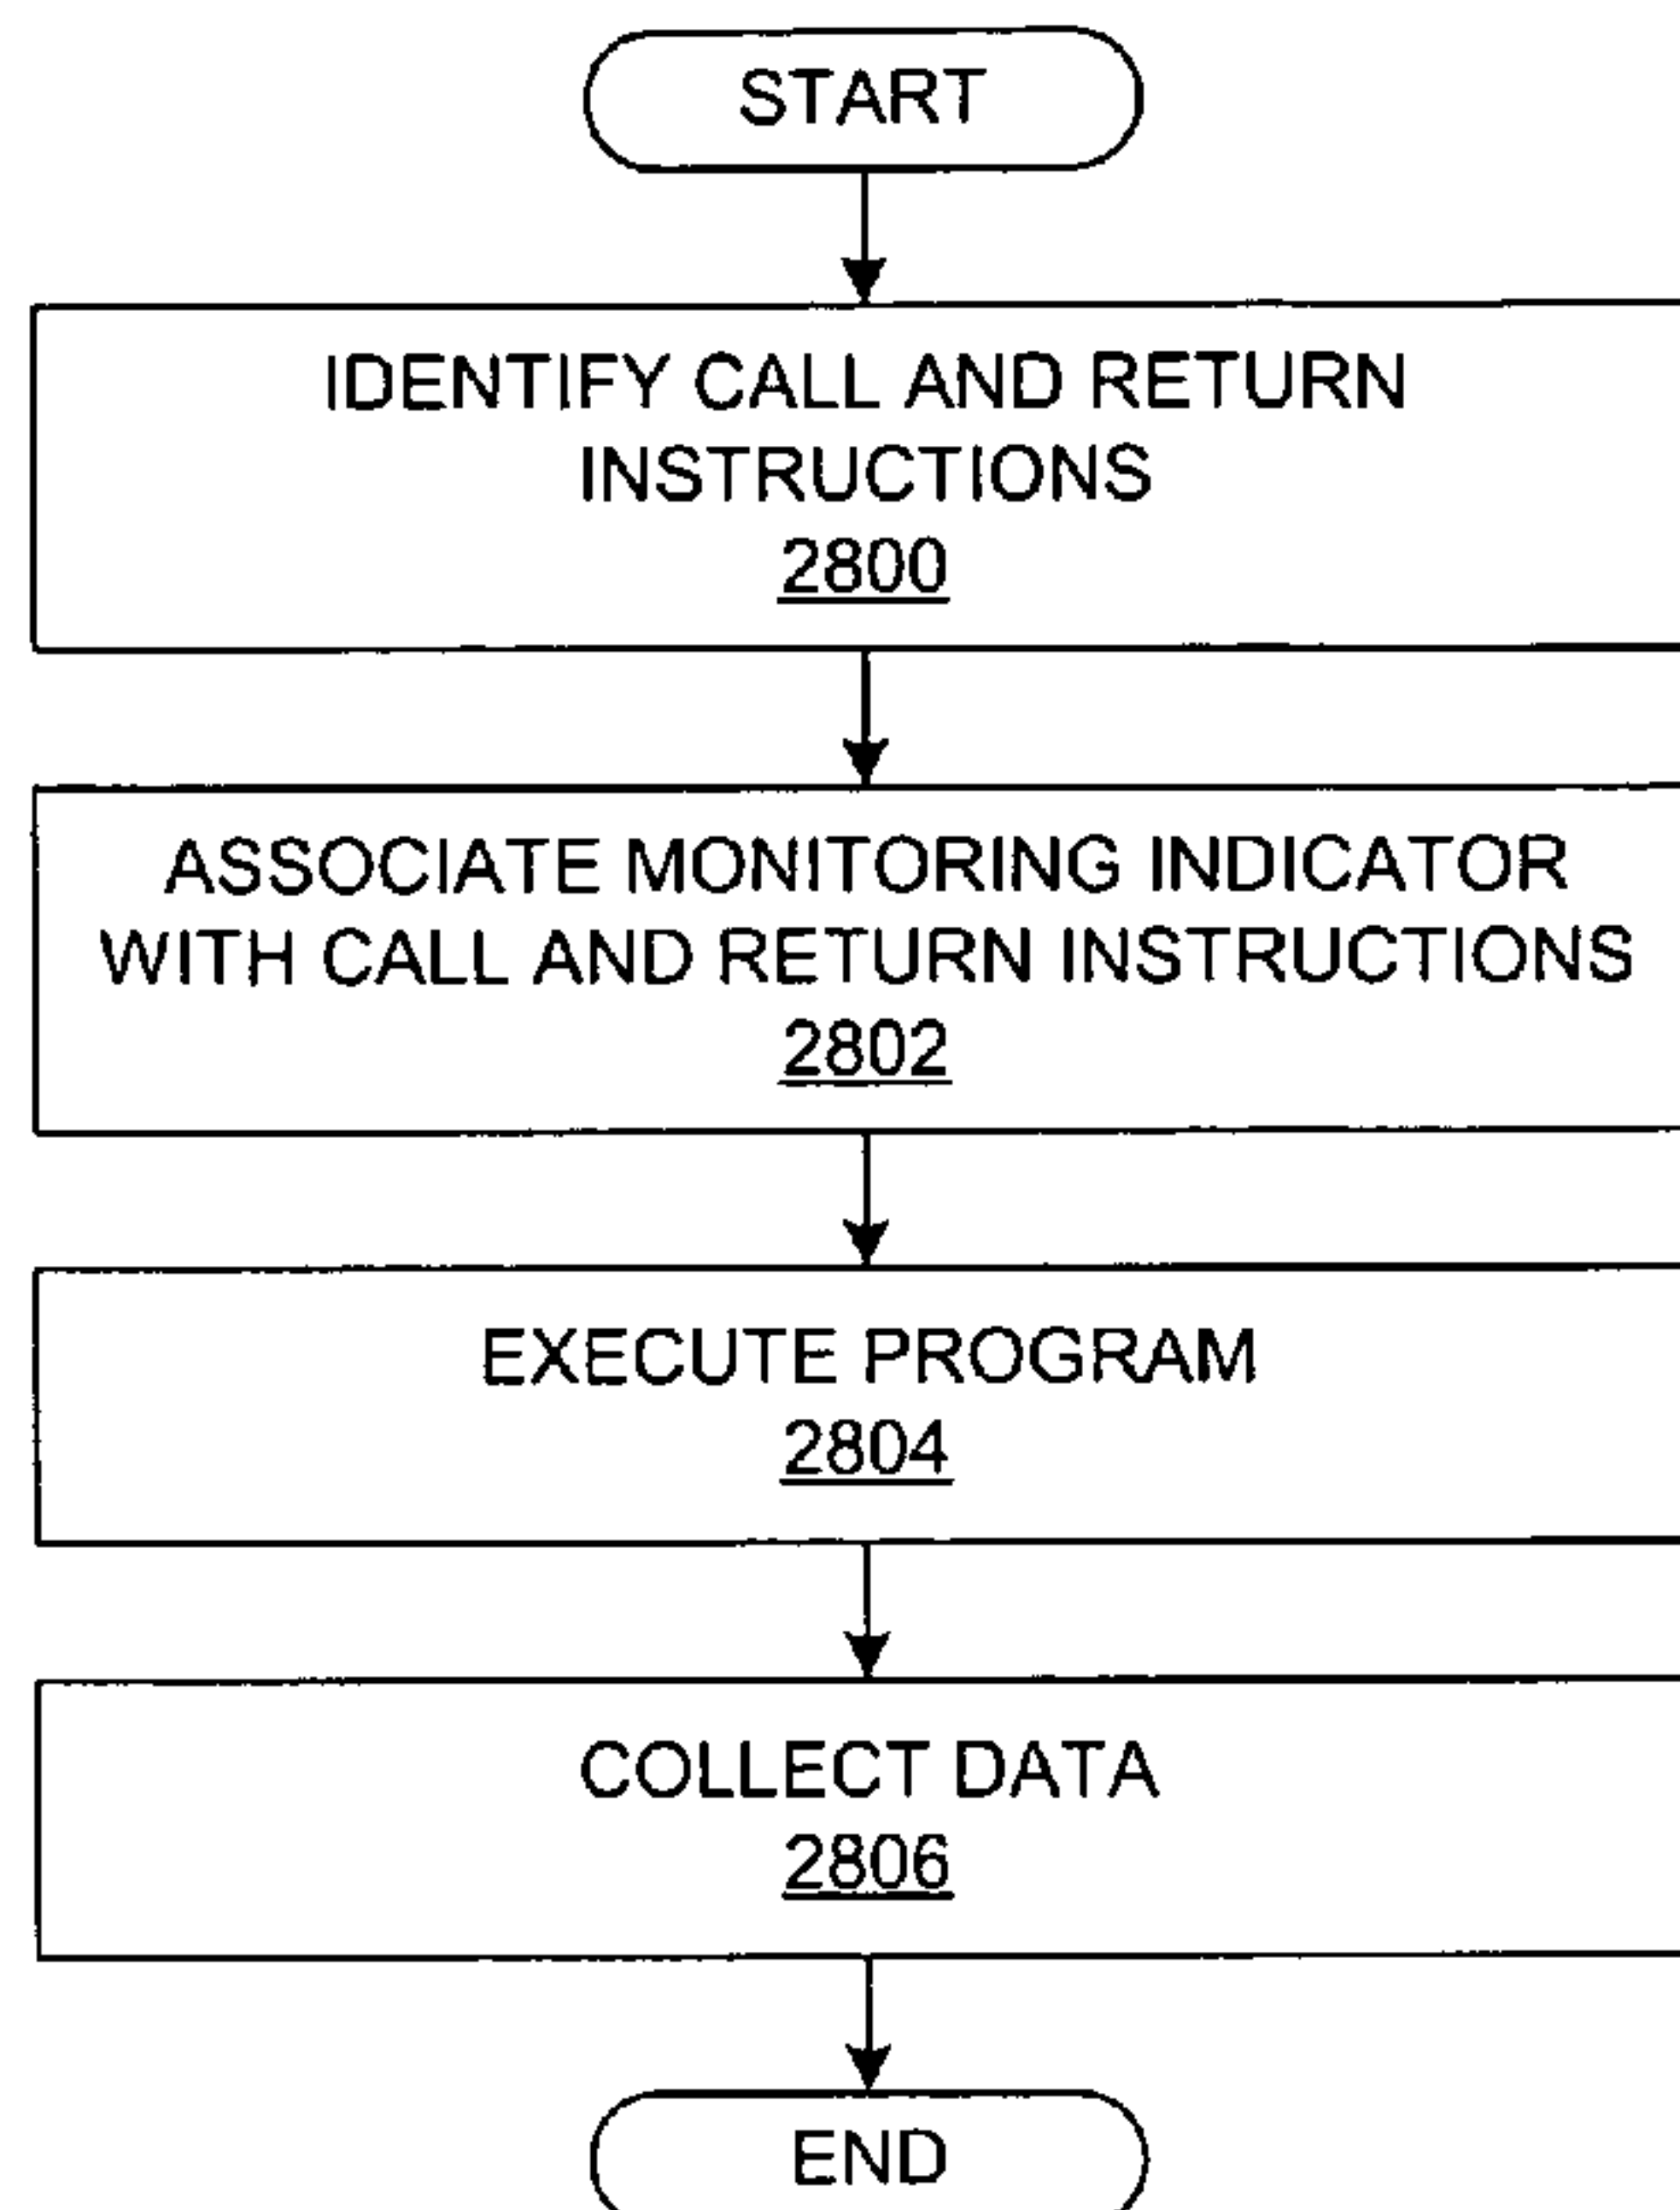 START
IDENTIFY CALL AND RETURN
INSTRUCTIONS
2800
ASSOCIATE MONITORING INDICATOR
WITH CALL AND RETURN INSTRUCTIONS
2802
EXECUTE PROGRAM
2804
COLLECT DATA
2806
END